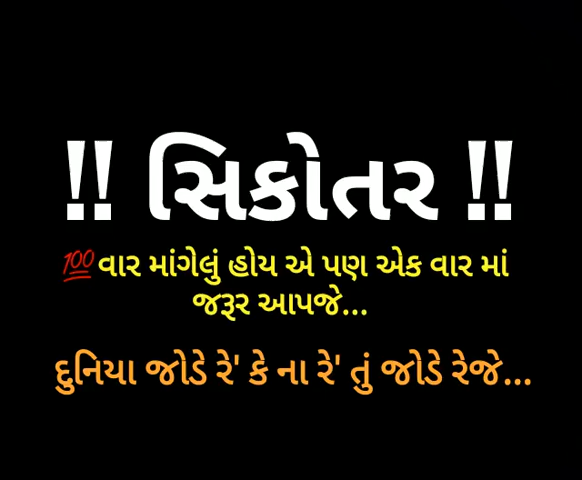 !! સિકોતર !!
💯વાર માંગેલું હોય એ પણ એક વાર માં
જરૂર આપજે...
દુનિયા જોડે રે' કે ના રે' તું જોડે રેજે...